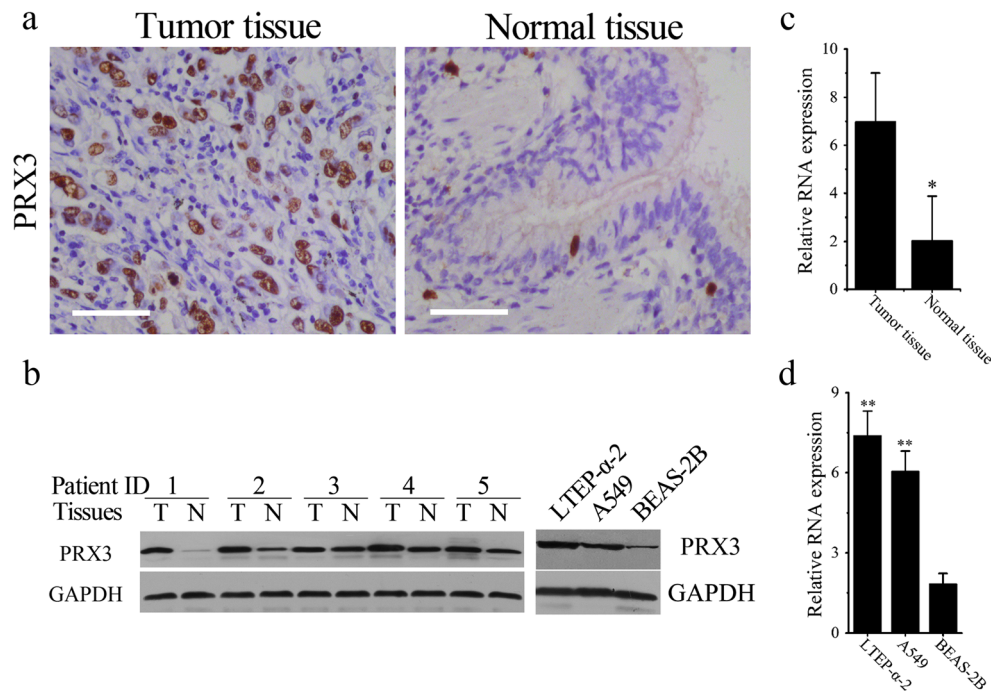 a
Tumor tissue
Normal tissue
PRX3
b
Patient ID 1 2 3 4 5
Tissues T N T N T N T N T N
PRX3
GAPDH
LTEP-α-2
A549
BEAS-2B
PRX3
GAPDH
c
Relative RNA expression
10
8
6
4
2
0
*
Tumor tissue
Normal tissue
d
Relative RNA expression
9
6
3
0
**
**
LTEP-α-2
A549
BEAS-2B